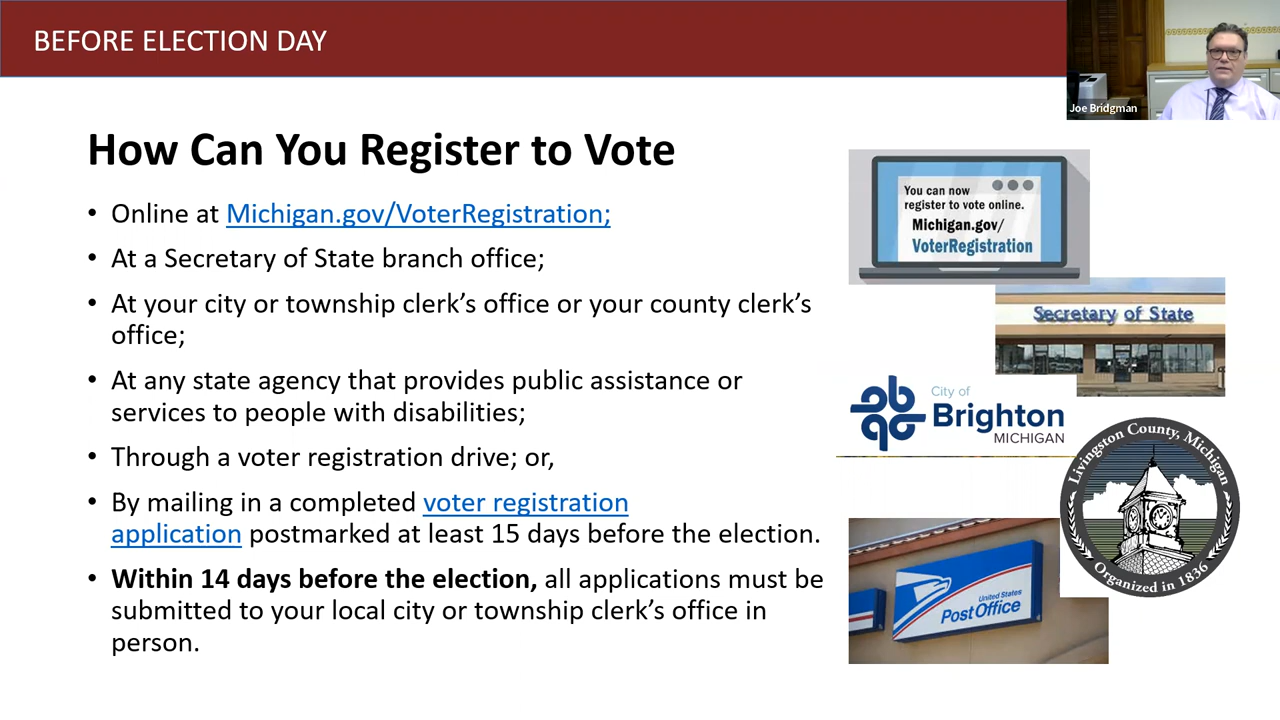 BEFORE ELECTION DAY
Joe Bridgman
How Can You Register to Vote
• Online at Michigan.gov/VoterRegistration;
• At a Secretary of State branch office;
• At your city or township clerk’s office or your county clerk’s
office;
• At any state agency that provides public assistance or
services to people with disabilities;
• Through a voter registration drive; or,
• By mailing in a completed voter registration
application postmarked at least 15 days before the election.
• Within 14 days before the election, all applications must be
submitted to your local city or township clerk’s office in
person.
You can now
register to vote online.
Michigan.gov/
VoterRegistration
Secretary of State
City of
Brighton
MICHIGAN
Livingston County, Michigan
Organized in 1836
United States
Post Office